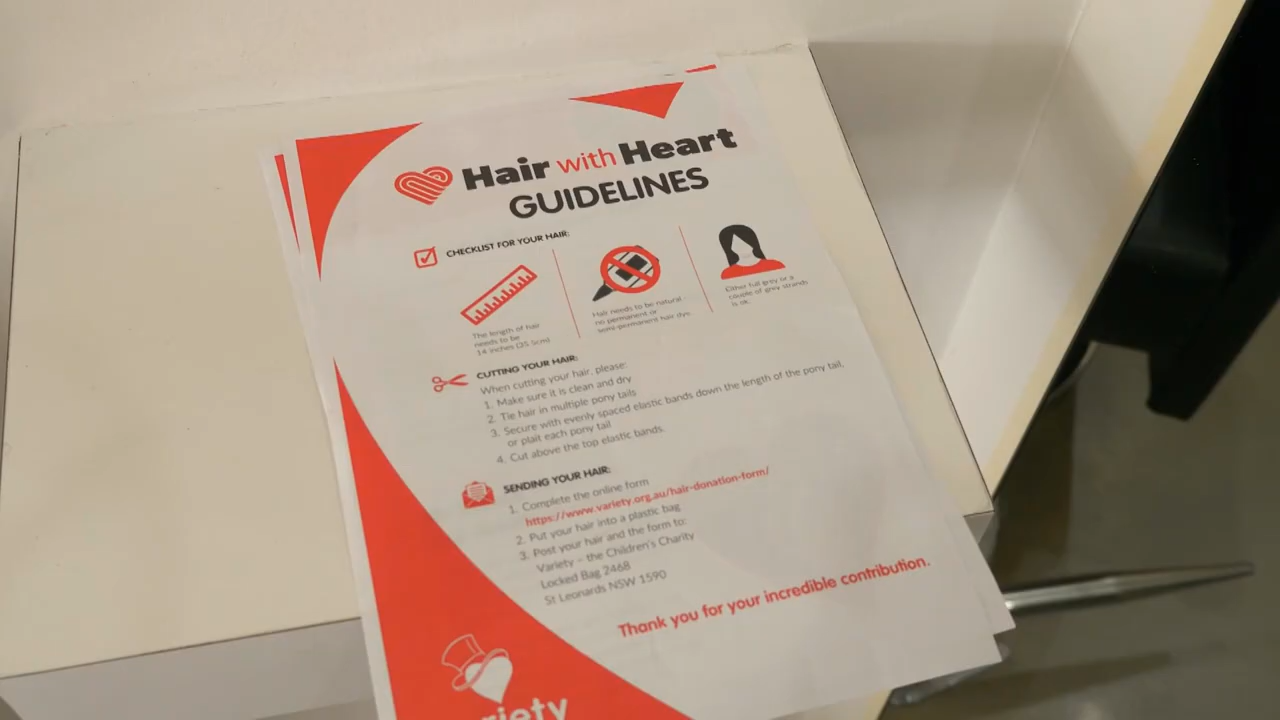 Hair with Heart
GUIDELINES
CHECKLIST FOR YOUR HAIR:
The length of hair
needs to be
14 inches (35.5cm)
Hair needs to be natural
no permanent or
semi-permanent hair dye.
Either full grey or a
couple of grey strands
is ok.
CUTTING YOUR HAIR:
When cutting your hair, please:
1. Make sure it is clean and dry
2. Tie hair in multiple pony tails
3. Secure with evenly spaced elastic bands down the length of the pony tail,
or plait each pony tail
4. Cut above the top elastic bands.
SENDING YOUR HAIR:
1. Complete the online form
https://www.variety.org.au/hair-donation-form/
2. Put your hair into a plastic bag
3. Post your hair and the form to:
Variety – the Children's Charity
Locked Bag 2468
St Leonards NSW 1590
Thank you for your incredible contribution.
riety